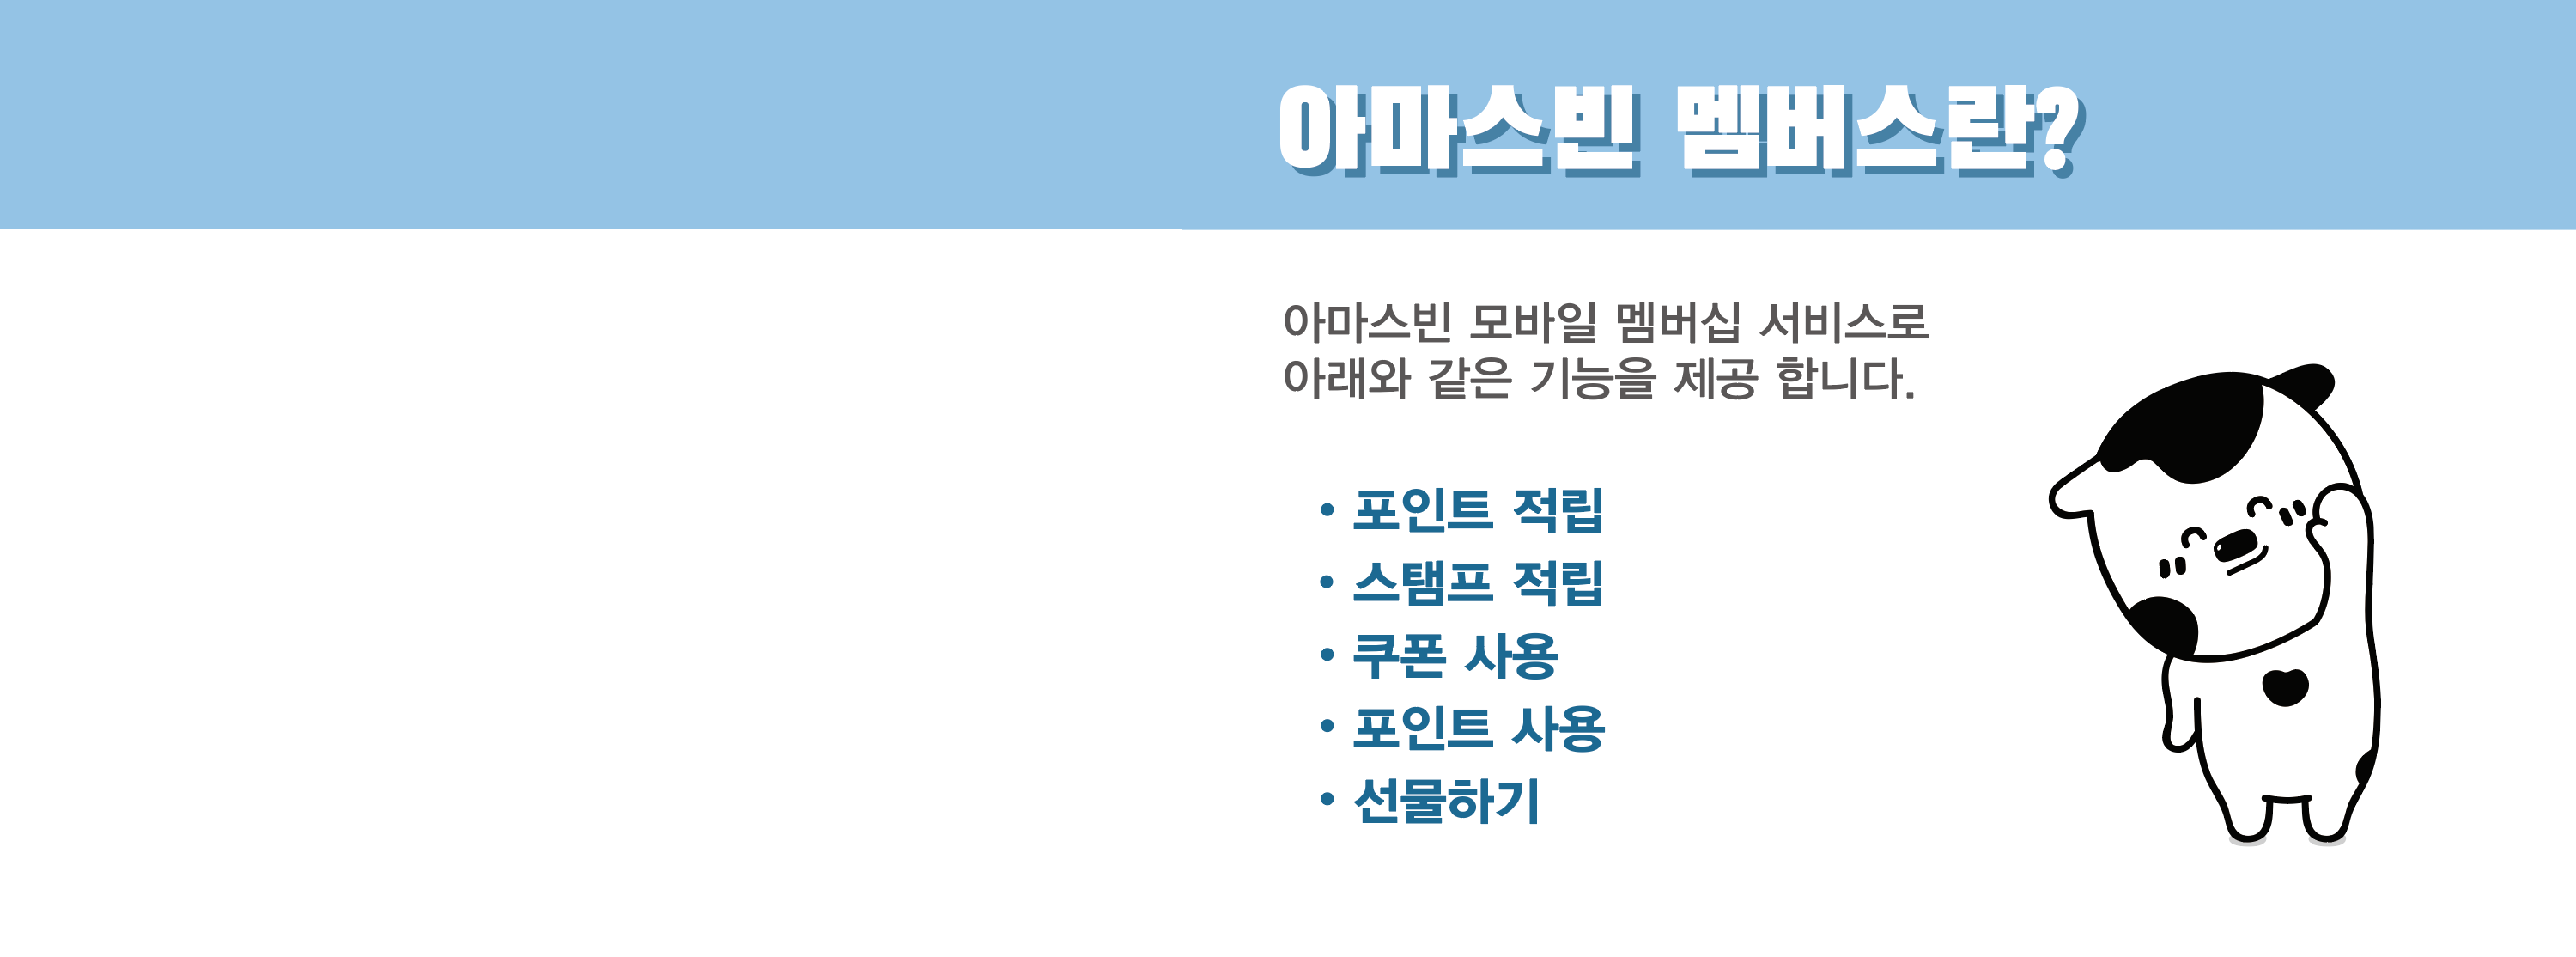 아마스빈 멤버스란?
아마스빈 모바일 멤버십 서비스로
아래와 같은 기능을 제공 합니다.
• 포인트 적립
• 스탬프 적립
• 쿠폰 사용
• 포인트 사용
• 선물하기